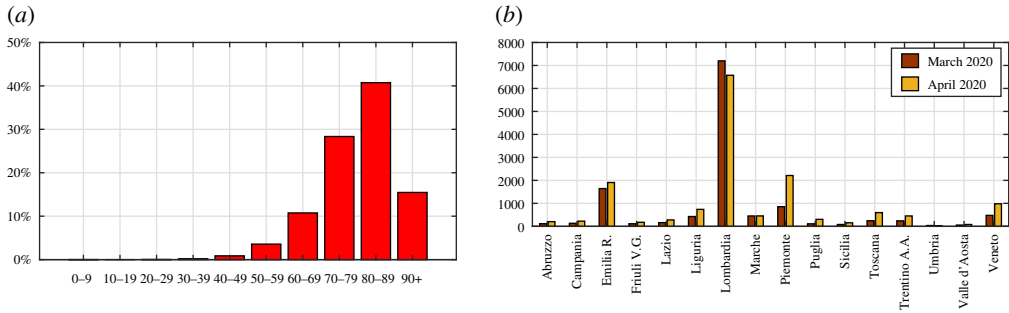 (a)
50%
40%
30%
20%
10%
0%
0–9 10–19 20–29 30–39 40–49 50–59 60–69 70–79 80–89 90+
(b)
8000
7000
6000
5000
4000
3000
2000
1000
0
March 2020
April 2020
Abruzzo
Campania
Emilia R.
Friuli V.G.
Lazio
Liguria
Lombardia
Marche
Piemonte
Puglia
Sicilia
Toscana
Trentino A.A.
Umbria
Valle d'Aosta
Veneto